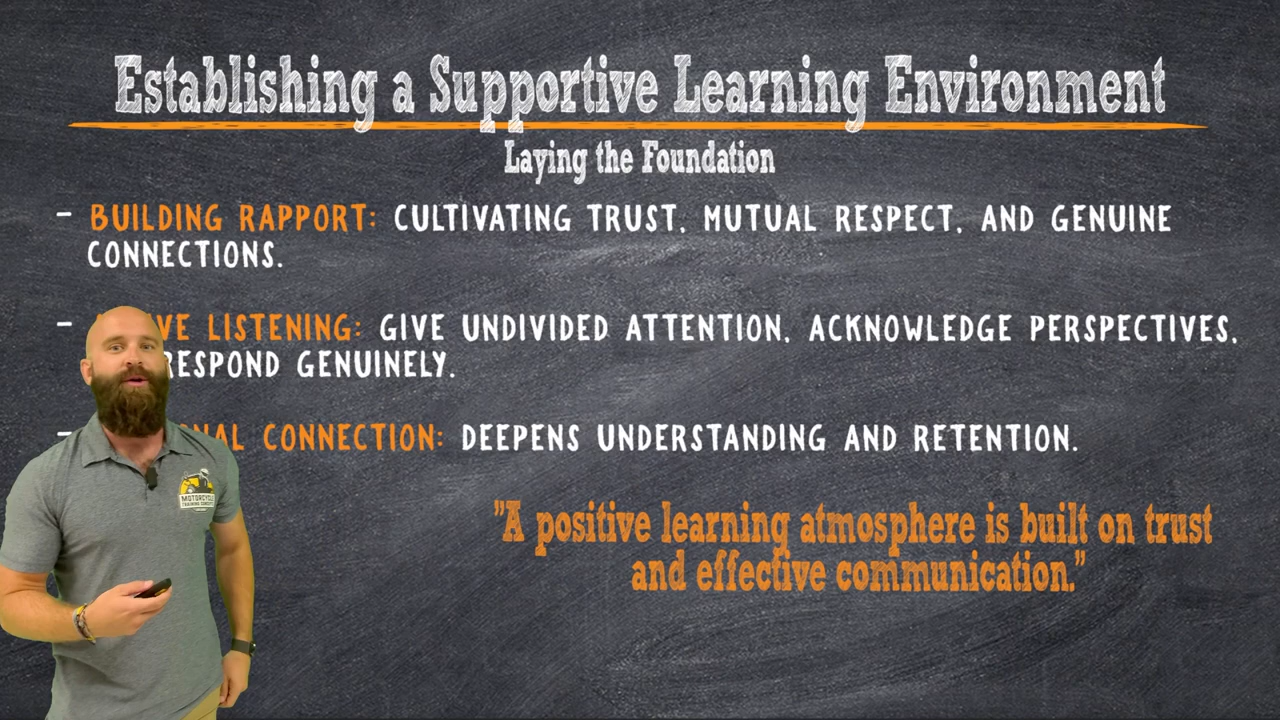 Establishing a Supportive Learning Environment
Laying the Foundation
- BUILDING RAPPORT: CULTIVATING TRUST, MUTUAL RESPECT, AND GENUINE
CONNECTIONS.
- LISTENING: GIVE UNDIVIDED ATTENTION, ACKNOWLEDGE PERSPECTIVES,
RESPOND GENUINELY.
- CONNECTION: DEEPENS UNDERSTANDING AND RETENTION.
"A positive learning atmosphere is built on trust
and effective communication."
MOTORCYCLE
TRAINING